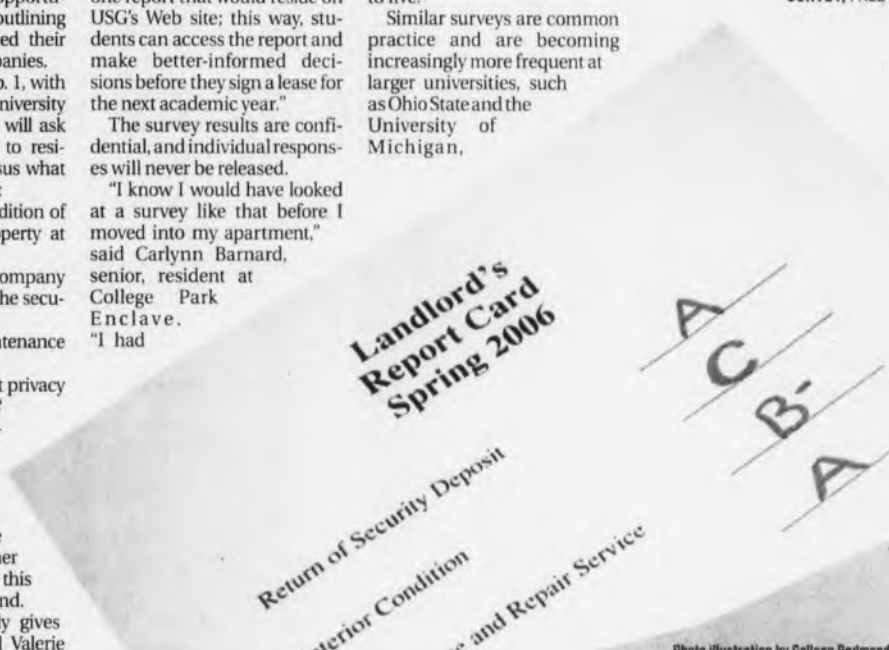 outlining
ed their
panies.
. 1, with
niversity
will ask
to resi-
sus what
dition of
perty at
ompany
he secu-
ntenance
t privacy
er
this
nd.
ly gives
Valerie
one report that would reside on
USG's Web site; this way, stu-
dents can access the report and
make better-informed deci-
sions before they sign a lease for
the next academic year."
The survey results are confi-
dential, and individual respons-
es will never be released.
"I know I would have looked
at a survey like that before I
moved into my apartment,"
said Carlynn Barnard,
senior, resident at
College Park
Enclave.
"I had
to live.
Similar surveys are common
practice and are becoming
increasingly more frequent at
larger universities, such
as Ohio State and the
University of
Michigan,
Landlord's
Report Card
Spring 2006
A
C
B-
A
Return of Security Deposit
terior Condition
e and Repair Service
Photo illustration by Colleen Redmond